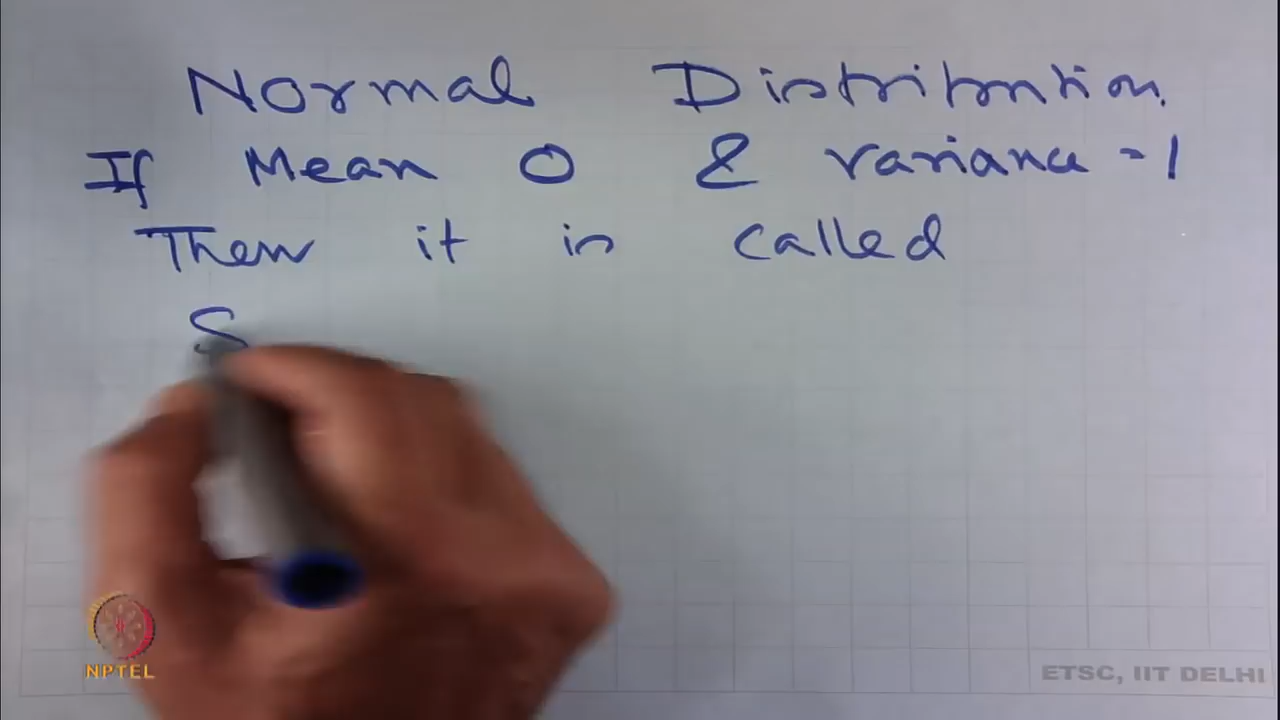 Normal Distribution.
If Mean 0 & variance = 1
Then it is called
S
NPTEL
ETSC, IIT DELHI